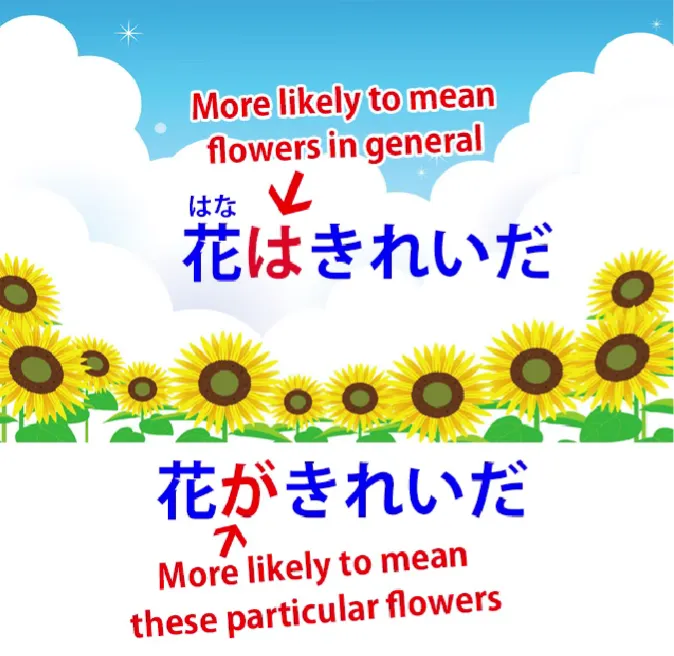 More likely to mean
flowers in general
はな
花はきれいだ
花がきれいだ
More likely to mean
these particular flowers